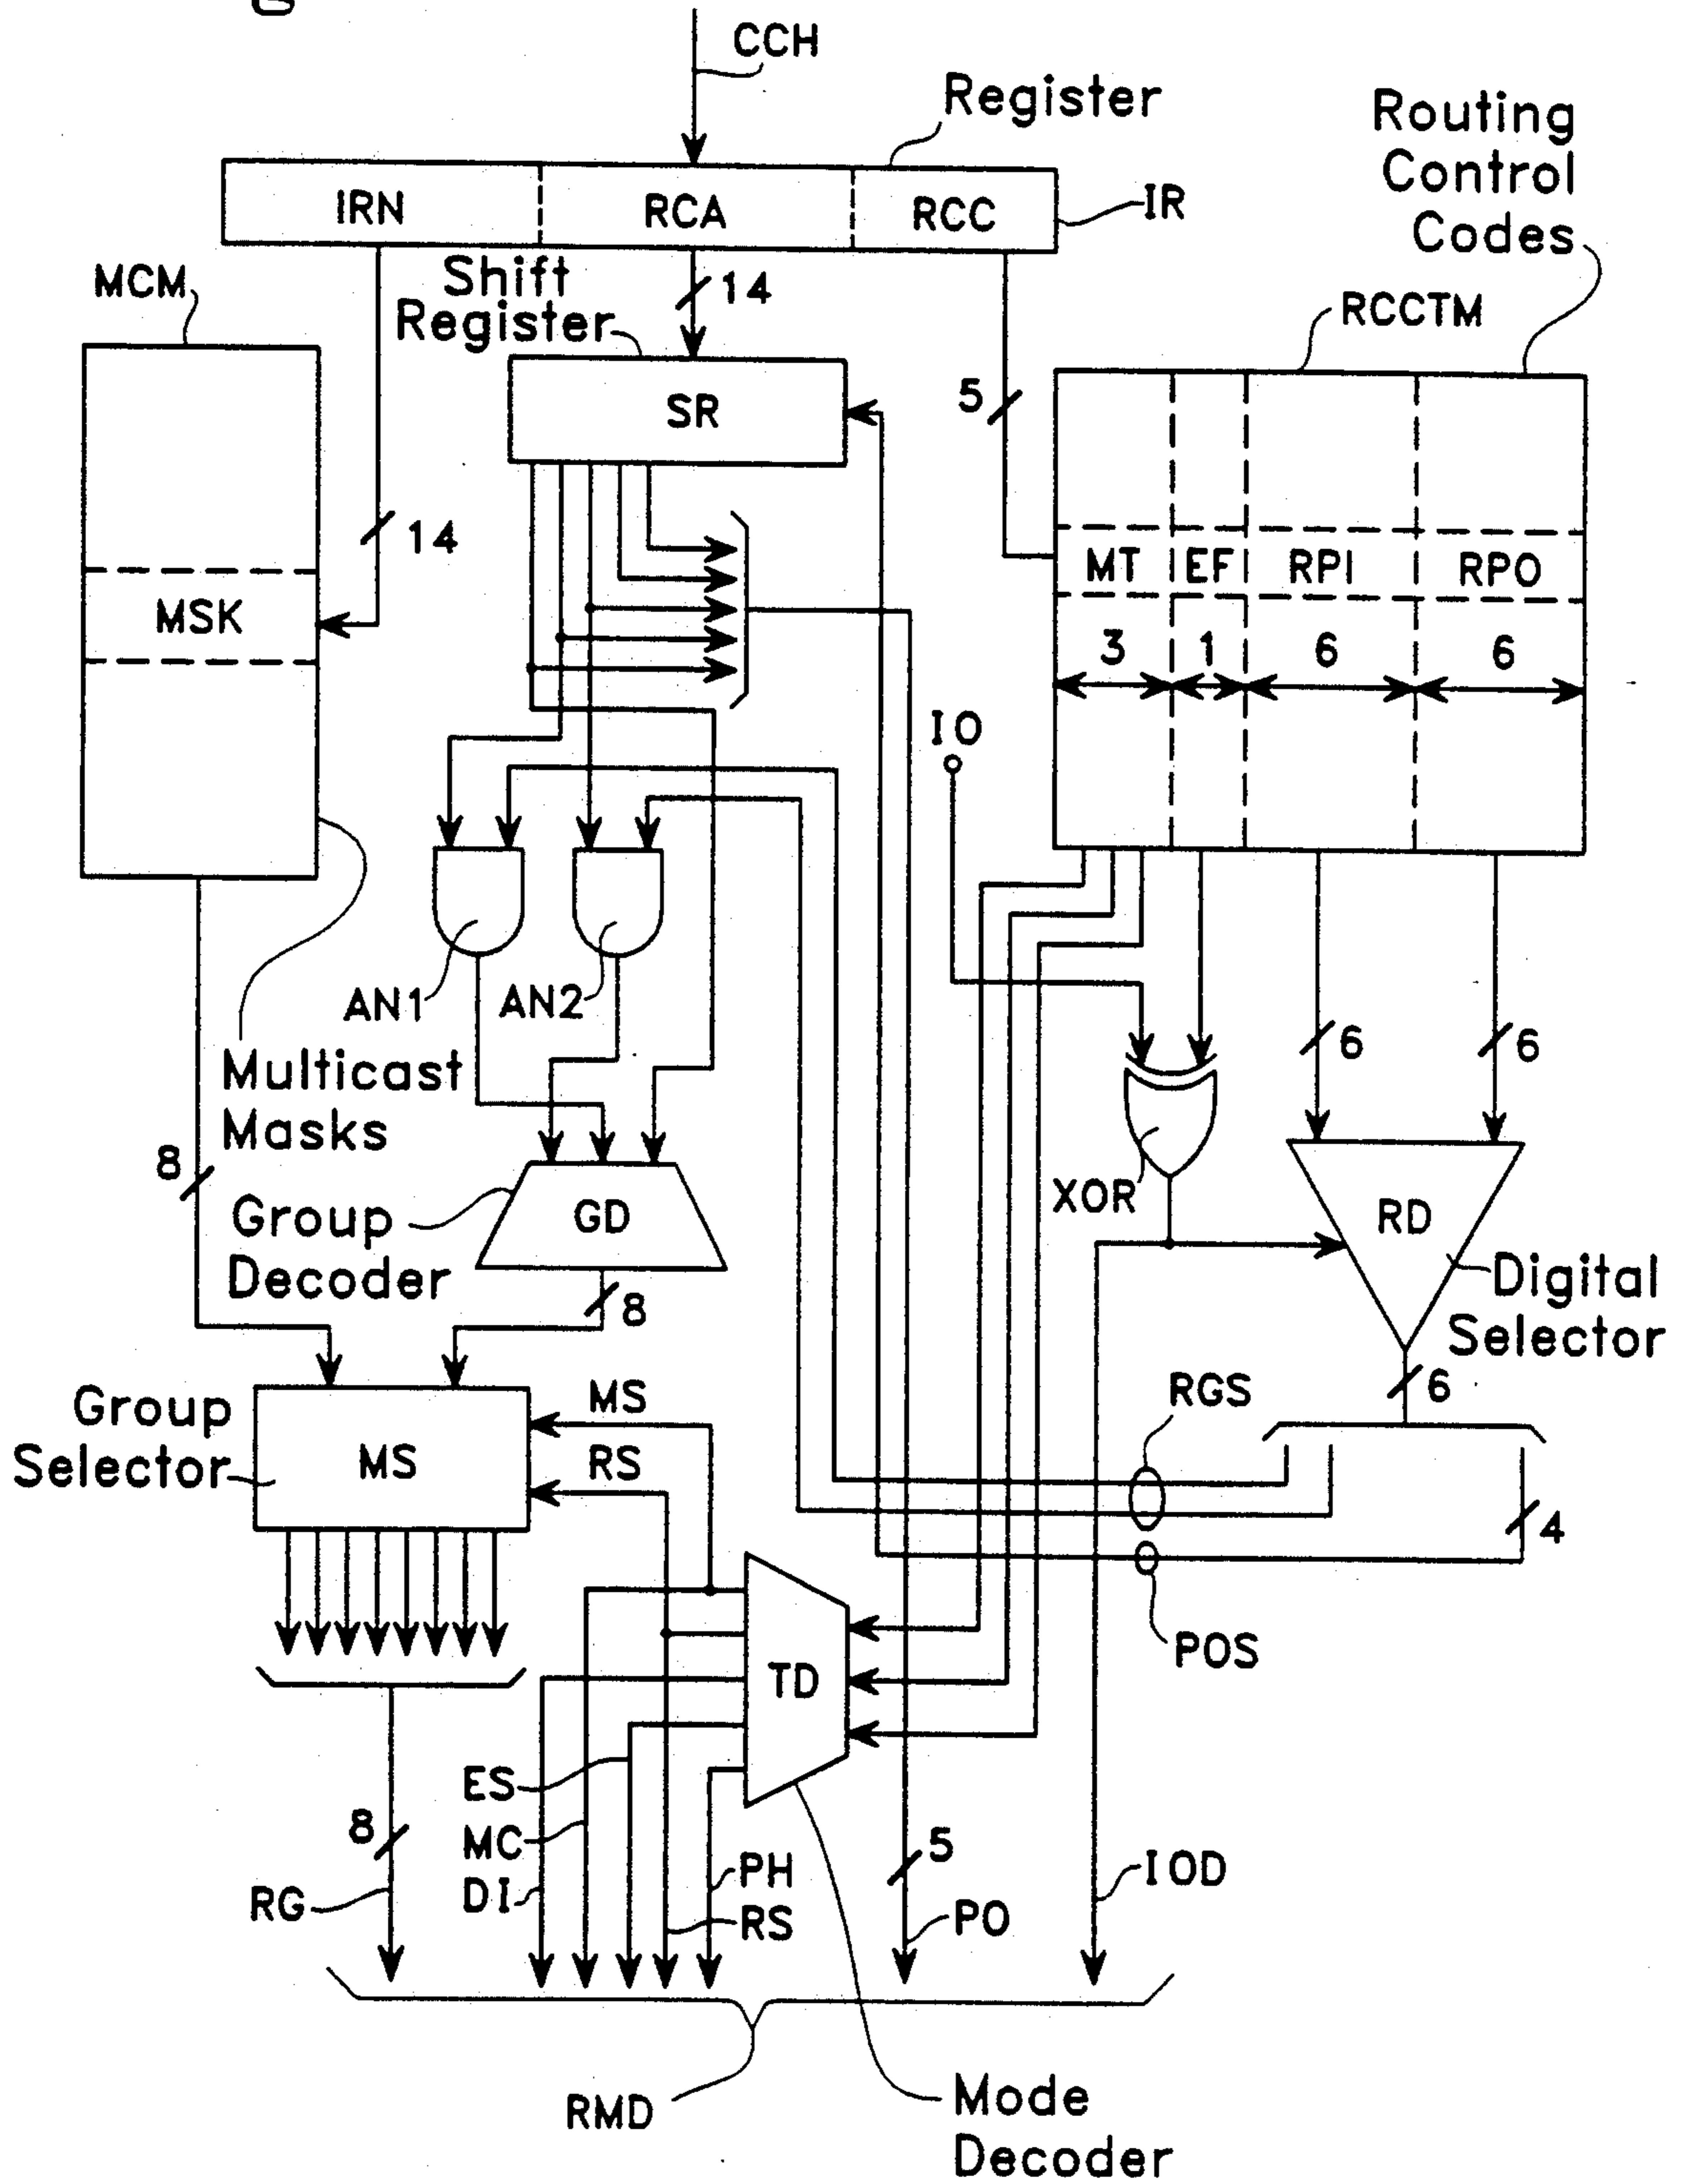 CCH
Register
Routing
Control
Codes
IRN
RCA
RCC
IR
MCM
Shift
Register
14
RCCTM
SR
5
14
MSK
MT
EF
RPI
RPO
3
1
6
6
IO
AN1
AN2
6
6
Multicast
Masks
8
XOR
RD
Group
Decoder
GD
Digital
Selector
8
6
Group
Selector
MS
MS
RS
RGS
4
POS
TD
ES
MC
DI
8
RG
PH
RS
5
PO
IOD
RMD
Mode
Decoder